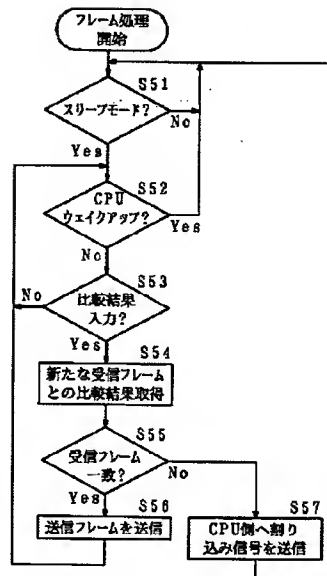 フレーム処理
開始
S51
スリープモード?
No
Yes
S52
CPU
ウェイクアップ?
Yes
No
S53
No
比較結果
入力?
Yes
S54
新たな受信フレーム
との比較結果取得
S55
受信フレーム
一致?
No
Yes
S56
送信フレームを送信
S57
CPU側へ割り
込み信号を送信